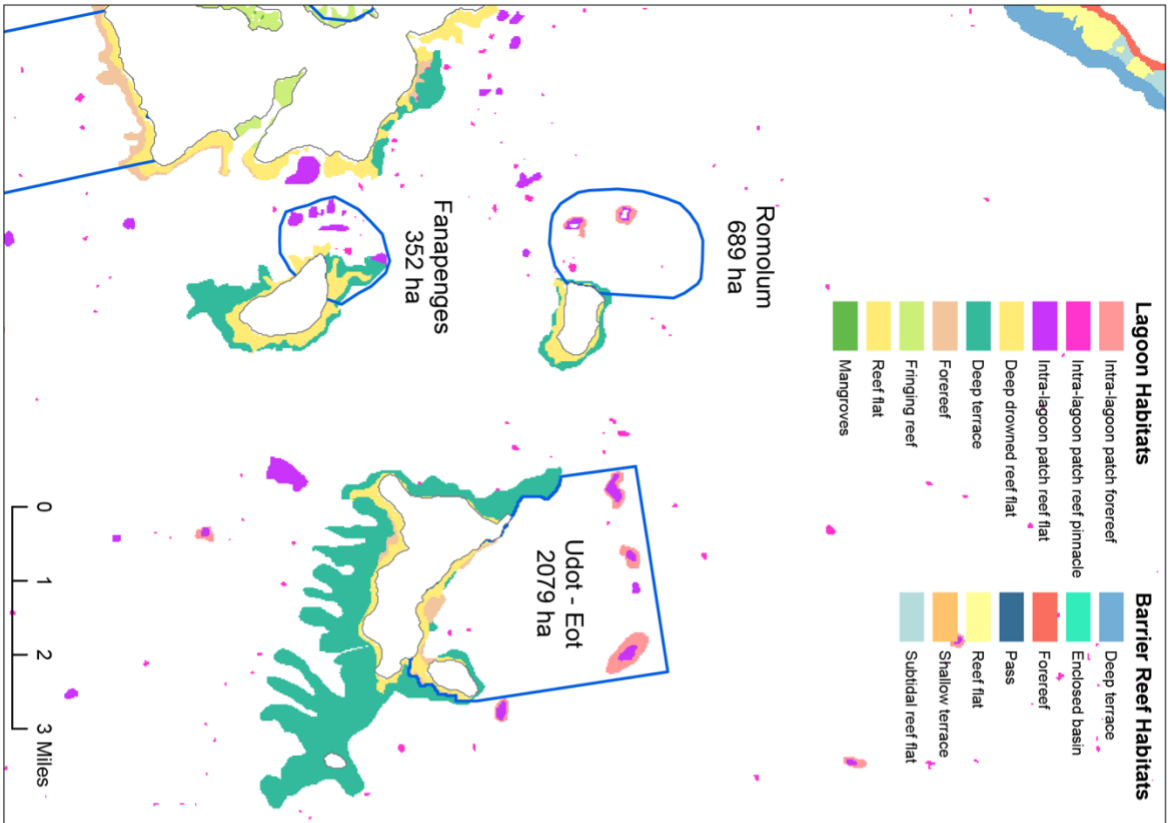 Lagoon Habitats
Intra-lagoon patch forereef
Intra-lagoon patch reef pinnacle
Intra-lagoon patch reef flat
Deep drowned reef flat
Deep terrace
Forereef
Fringing reef
Reef flat
Mangroves
Barrier Reef Habitats
Deep terrace
Enclosed basin
Forereef
Pass
Reef flat
Shallow terrace
Subtidal reef flat
Romolum
689 ha
Fanapenges
352 ha
Udot - Eot
2079 ha
0 1 2 3 Miles